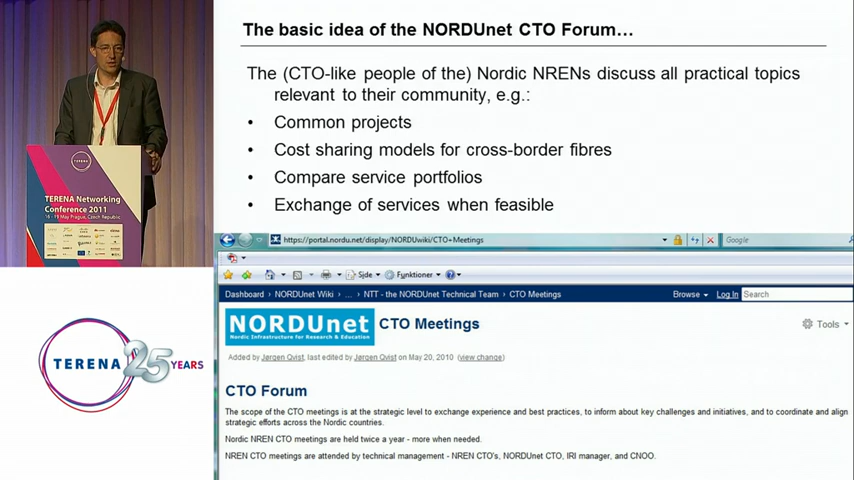 The basic idea of the NORDUnet CTO Forum…
The (CTO-like people of the) Nordic NRENs discuss all practical topics
relevant to their community, e.g.:
• Common projects
• Cost sharing models for cross-border fibres
• Compare service portfolios
• Exchange of services when feasible
TERENA
TERENA Networking
Conference 2011
16 - 19 May Prague, Czech Republic
https://portal.nordu.net/display/NORDUwiki/CTO+Meetings
Google
Side
Funktioner
Dashboard › NORDUnet Wiki › ... › NTT - the NORDUnet Technical Team › CTO Meetings
Browse
Log In
Search
NORDUnet
Nordic Infrastructure for Research & Education
CTO Meetings
Tools
Added by Jørgen Qvist, last edited by Jørgen Qvist on May 20, 2010 (view change)
CTO Forum
The scope of the CTO meetings is at the strategic level to exchange experience and best practices, to inform about key challenges and initiatives, and to coordinate and align
strategic efforts across the Nordic countries.
Nordic NREN CTO meetings are held twice a year - more when needed.
NREN CTO meetings are attended by technical management - NREN CTO's, NORDUnet CTO, IRI manager, and CNOO.
TERENA 25 YEARS